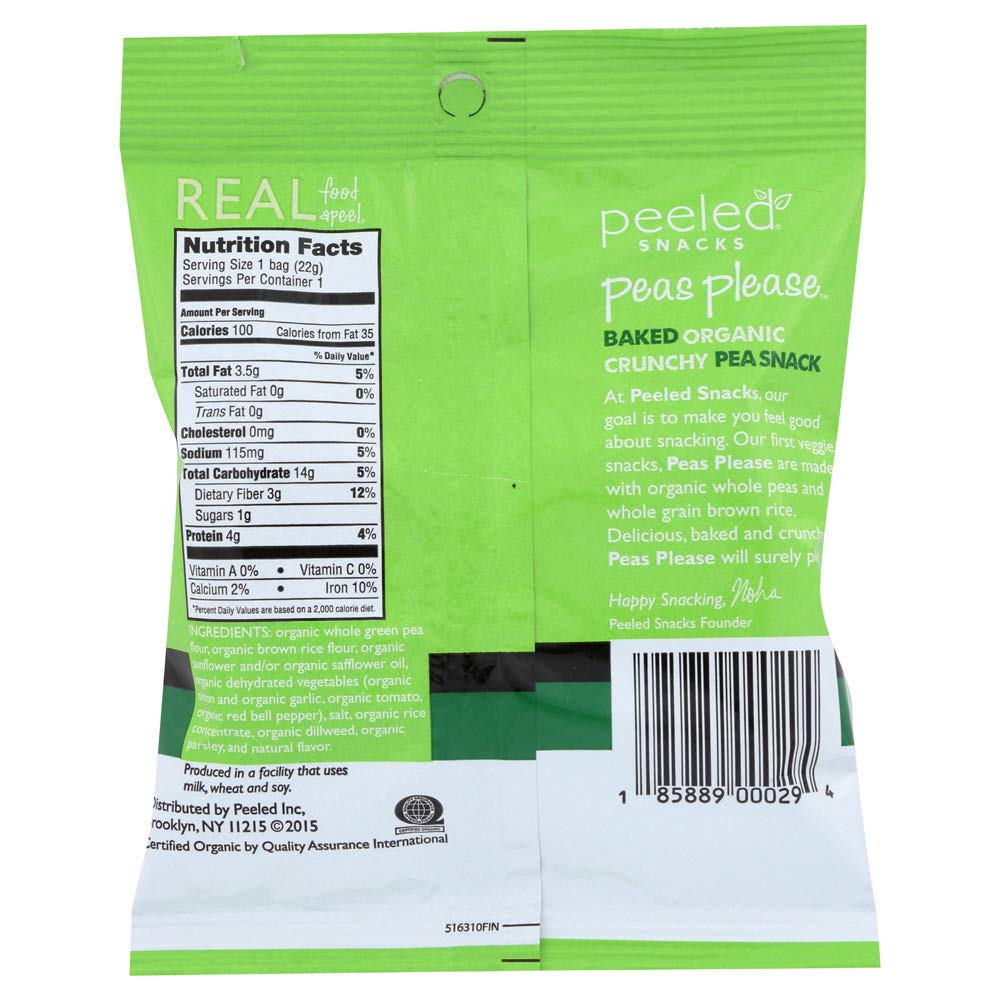 REAL food
apeel®
Nutrition Facts
Serving Size 1 bag (22g)
Servings Per Container 1
Amount Per Serving
Calories 100 Calories from Fat 35
% Daily Value*
Total Fat 3.5g 5%
Saturated Fat 0g 0%
Trans Fat 0g
Cholesterol 0mg 0%
Sodium 115mg 5%
Total Carbohydrate 14g 5%
Dietary Fiber 3g 12%
Sugars 1g
Protein 4g 4%
Vitamin A 0% • Vitamin C 0%
Calcium 2% • Iron 10%
*Percent Daily Values are based on a 2,000 calorie diet.
INGREDIENTS: organic whole green pea
flour, organic brown rice flour, organic
sunflower and/or organic safflower oil,
organic dehydrated vegetables (organic
onion and organic garlic, organic tomato,
organic red bell pepper), salt, organic rice
concentrate, organic dillweed, organic
parsley, and natural flavor.
Produced in a facility that uses
milk, wheat and soy.
Distributed by Peeled Inc,
Brooklyn, NY 11215 ©2015
Certified Organic by Quality Assurance International
CERTIFIED ORGANIC
516310FIN
peeled®
SNACKS
peas please™
BAKED ORGANIC
CRUNCHY PEA SNACK
At Peeled Snacks, our
goal is to make you feel good
about snacking. Our first veggie
snacks, Peas Please are made
with organic whole peas and
whole grain brown rice.
Delicious, baked and crunch
Peas Please will surely
Happy Snacking, Noha
Peeled Snacks Founder
1 85889 00029 4